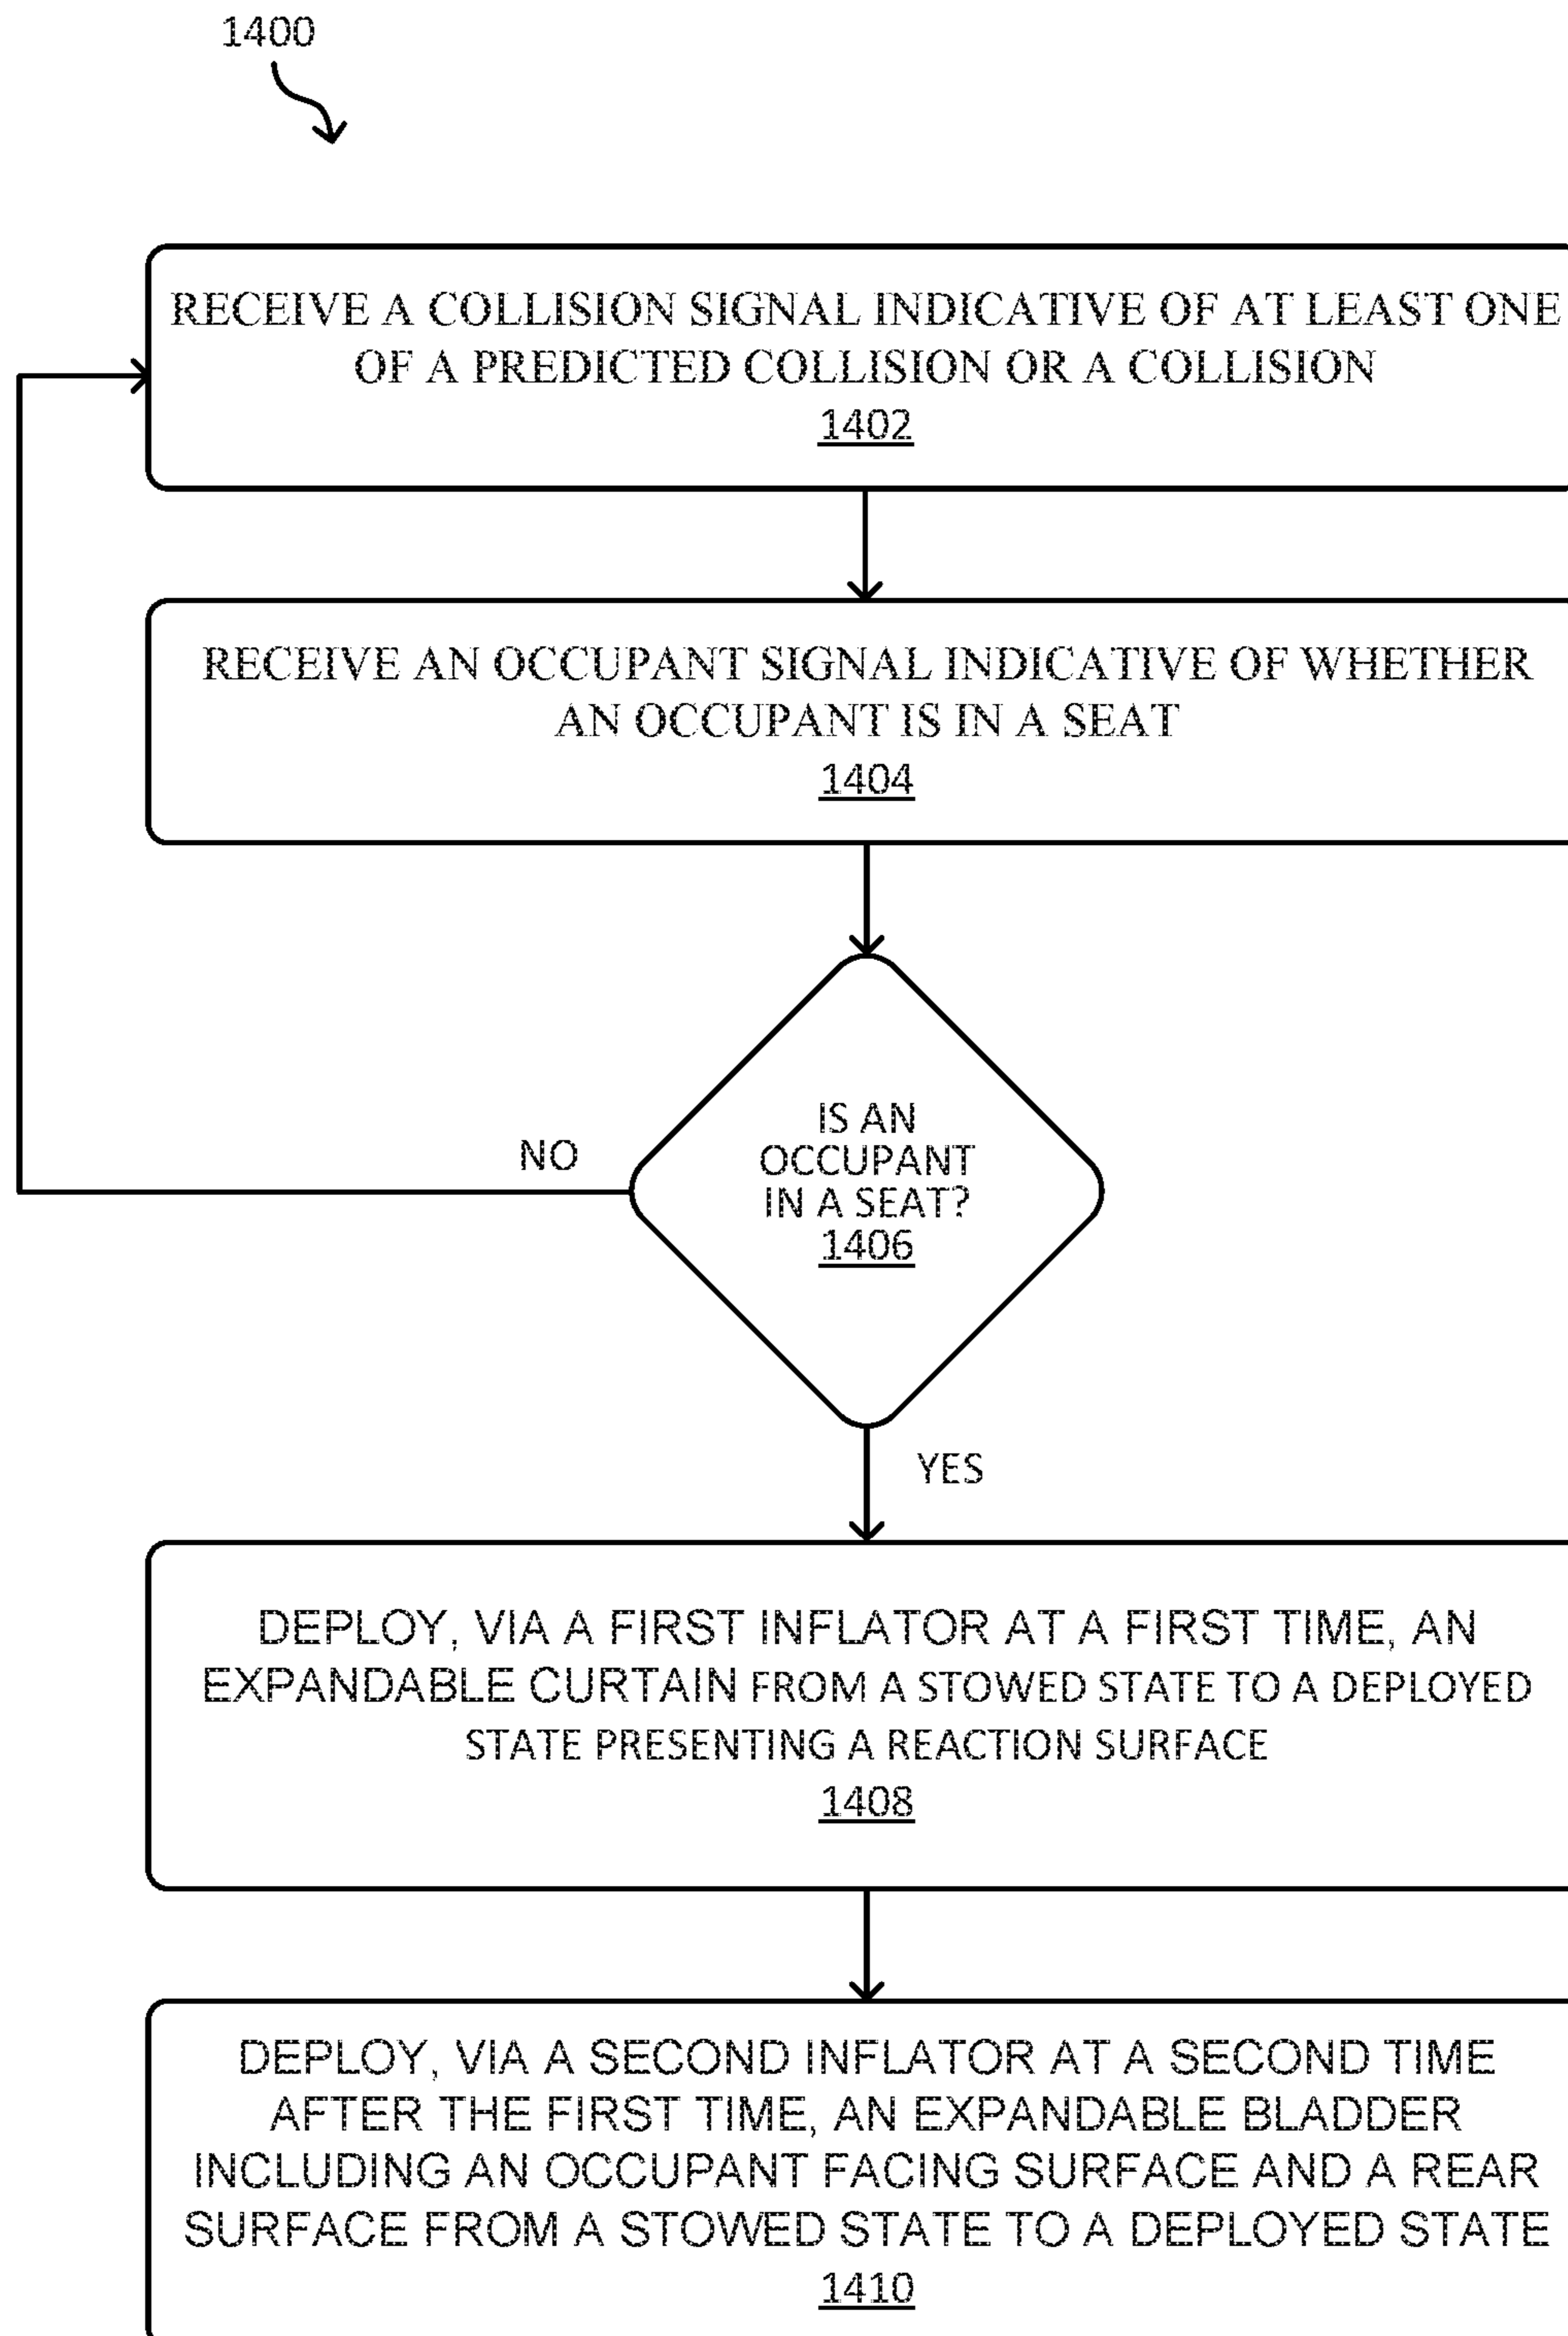 1400
RECEIVE A COLLISION SIGNAL INDICATIVE OF AT LEAST ONE
OF A PREDICTED COLLISION OR A COLLISION
1402
RECEIVE AN OCCUPANT SIGNAL INDICATIVE OF WHETHER
AN OCCUPANT IS IN A SEAT
1404
IS AN
OCCUPANT
IN A SEAT?
1406
NO
YES
DEPLOY, VIA A FIRST INFLATOR AT A FIRST TIME, AN
EXPANDABLE CURTAIN FROM A STOWED STATE TO A DEPLOYED
STATE PRESENTING A REACTION SURFACE
1408
DEPLOY, VIA A SECOND INFLATOR AT A SECOND TIME
AFTER THE FIRST TIME, AN EXPANDABLE BLADDER
INCLUDING AN OCCUPANT FACING SURFACE AND A REAR
SURFACE FROM A STOWED STATE TO A DEPLOYED STATE
1410